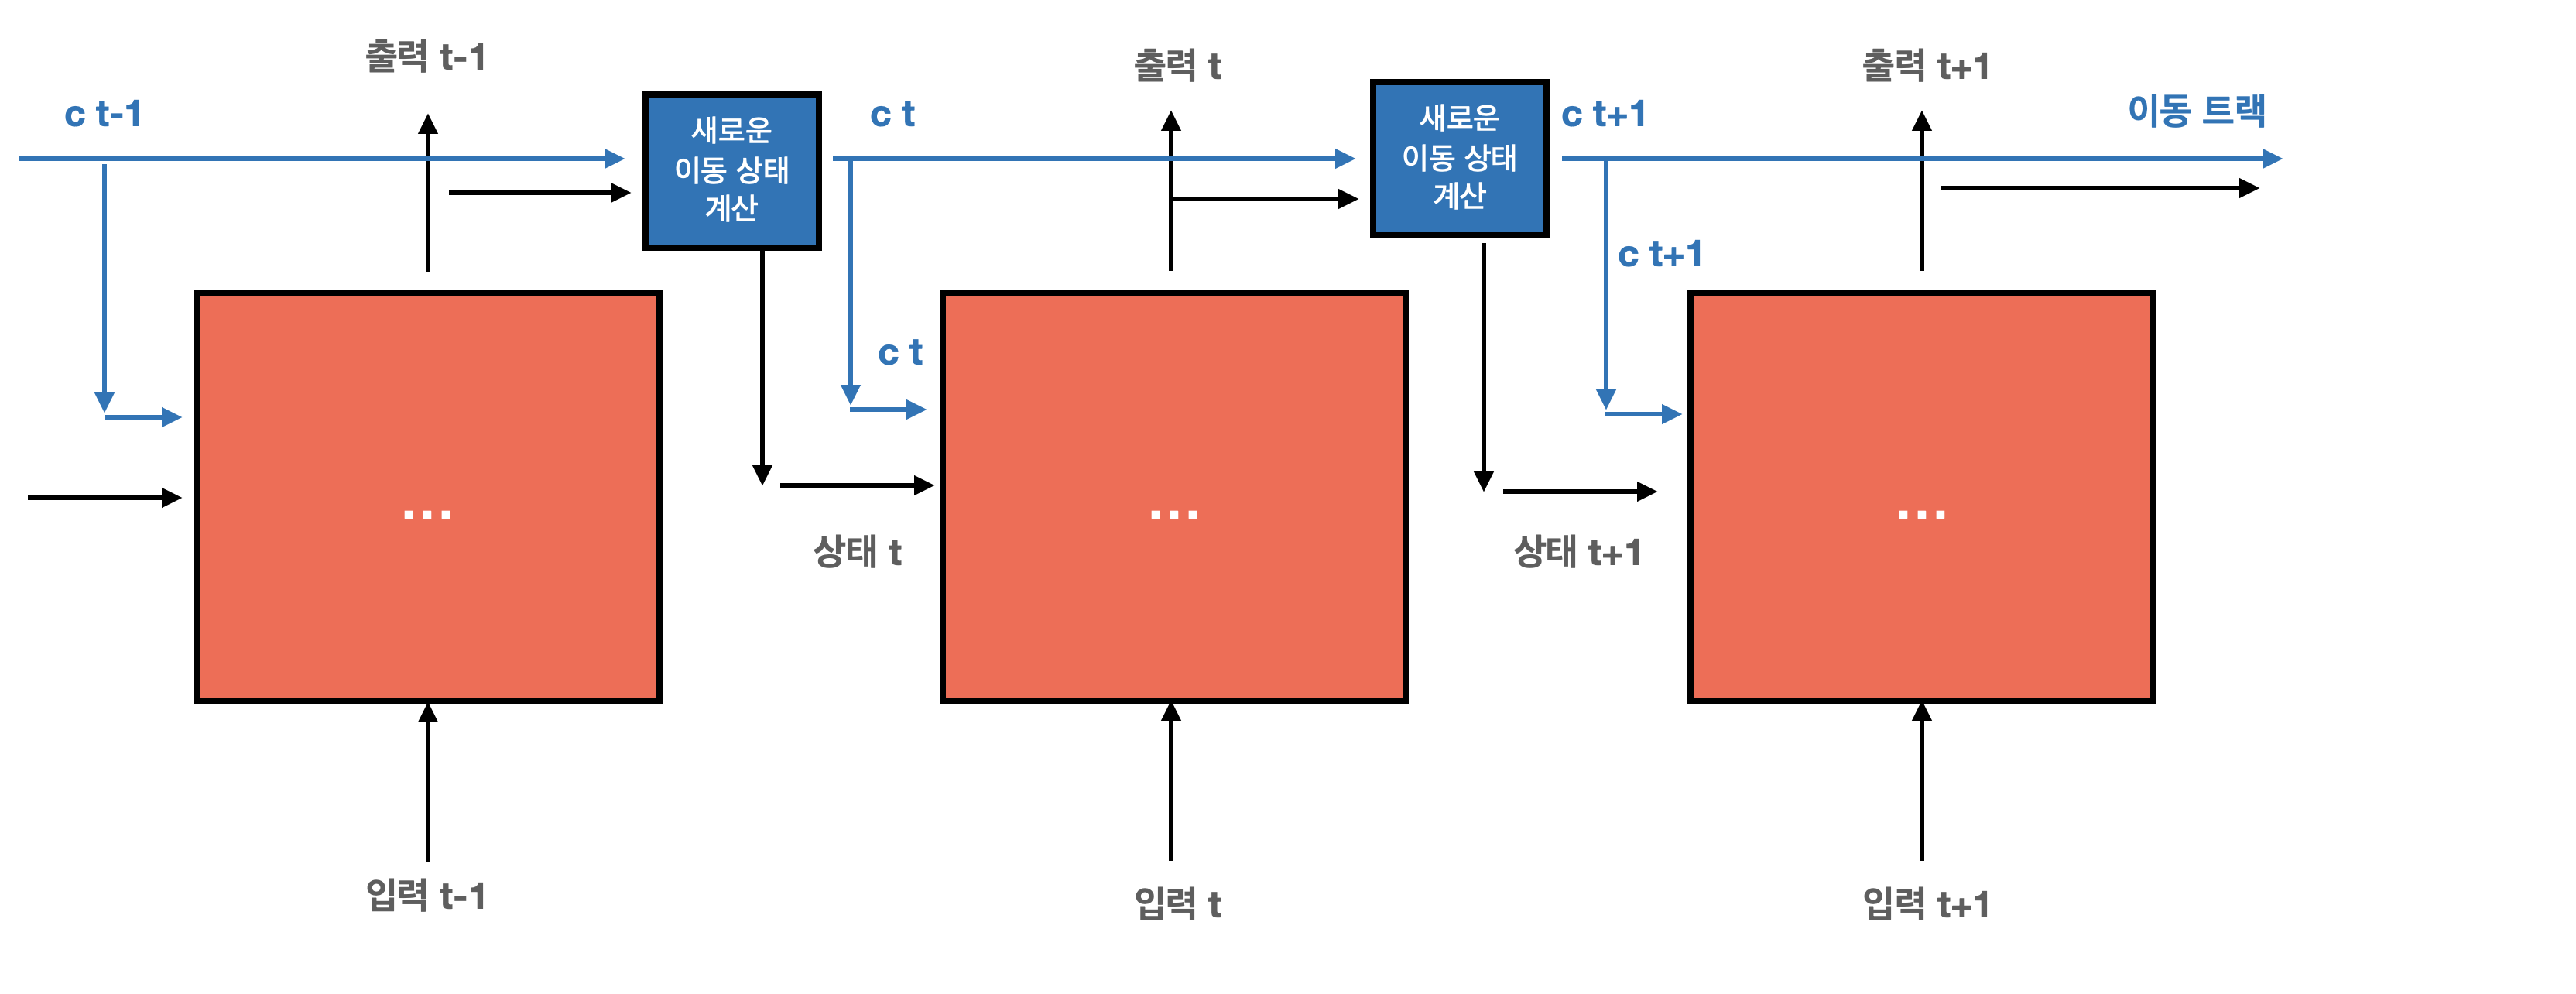 출력 t-1
출력 t
출력 t+1
c t-1
새로운
이동 상태
계산
c t
새로운
이동 상태
계산
c t+1
이동 트랙
c t+1
c t
...
...
...
상태 t
상태 t+1
입력 t-1
입력 t
입력 t+1